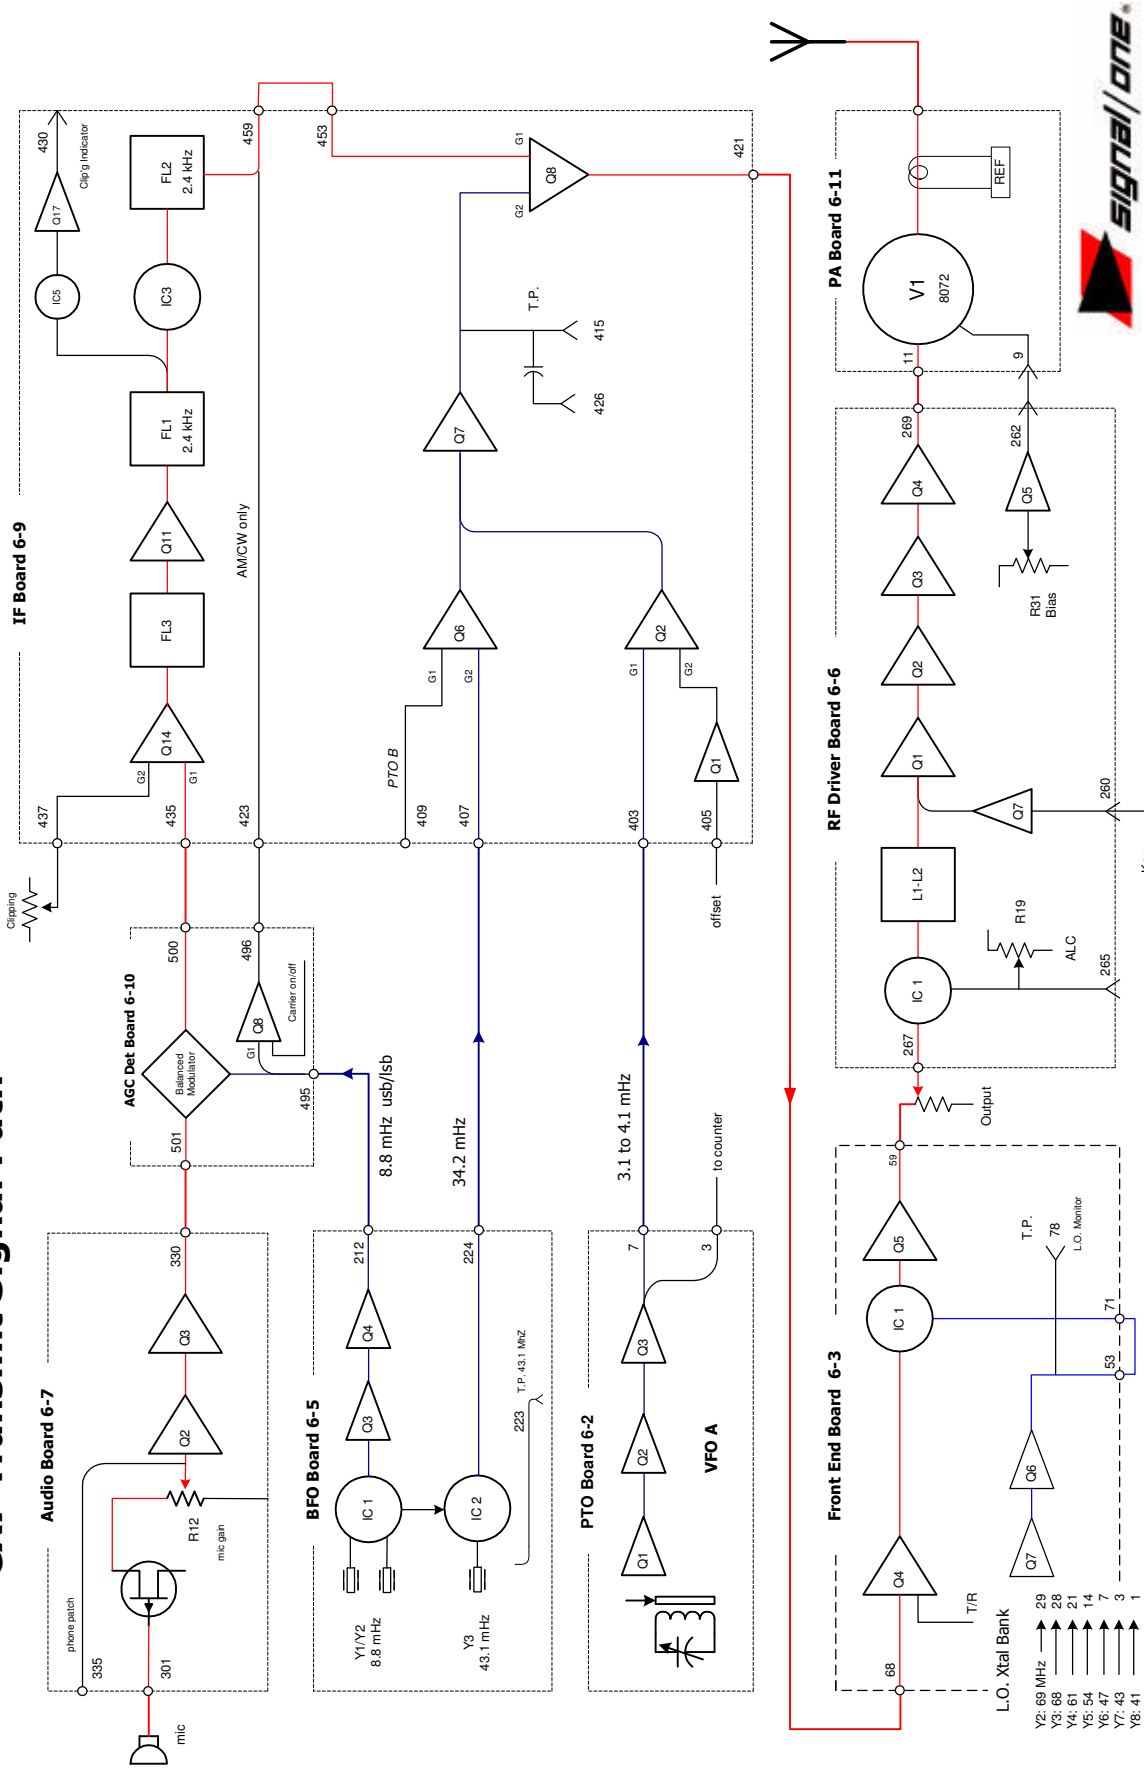 Audio Board 6-7
phone patch
335
301
mic
R12
mic gain
Q2
Q3
330
AGC Det Board 6-10
501
Balanced
Modulator
500
Q8
G1
Carrier on/off
496
495
Clipping
IF Board 6-9
437
435
423
409
407
403
405
offset
G2
G1
Q14
FL3
Q11
FL1
2.4 kHz
IC3
FL2
2.4 kHz
IC5
Q17
430
Clip'g Indicator
AM/CW only
459
453
421
PTO B
G1
G2
Q6
Q7
G1
G2
Q2
Q1
T.P.
415
426
G2
G1
Q8
BFO Board 6-5
Y1/Y2
8.8 mHz
Y3
43.1 mHz
IC 1
IC 2
Q3
Q4
212
224
223
T.P. 43.1 MhZ
8.8 mHz usb/lsb
34.2 mHz
PTO Board 6-2
VFO A
Q1
Q2
Q3
7
3
to counter
3.1 to 4.1 mHz
Front End Board 6-3
68
Q4
T/R
IC 1
Q5
59
Q7
Q6
T.P.
78
L.O. Monitor
53
71
L.O. Xtal Bank
Y2: 69 MHz 29
Y3: 68 28
Y4: 61 21
Y5: 54 14
Y6: 47 7
Y7: 43 3
Y8: 41 1
Output
RF Driver Board 6-6
267
IC 1
R19
ALC
265
L1-L2
Q7
260
Q1
Q2
Q3
Q4
269
R31
Bias
Q5
262
PA Board 6-11
11
9
V1
8072
REF
signal/one